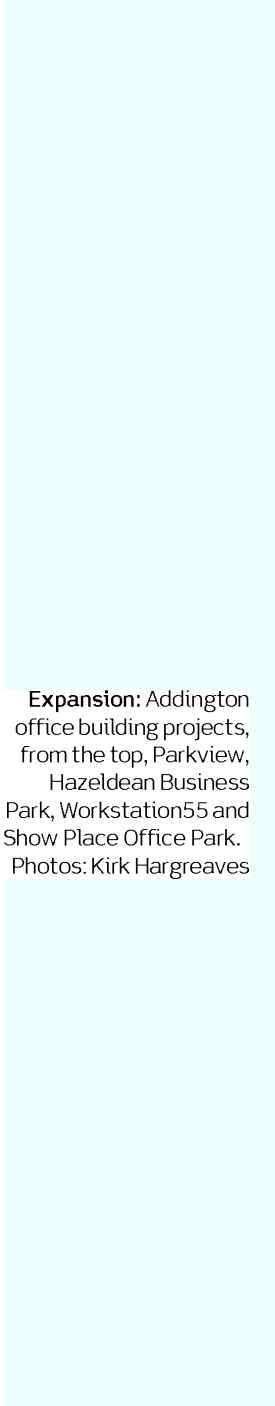 Expansion: Addington
office building projects,
from the top, Parkview,
Hazeldean Business
Park, Workstation55 and
Show Place Office Park.
Photos: Kirk Hargreaves